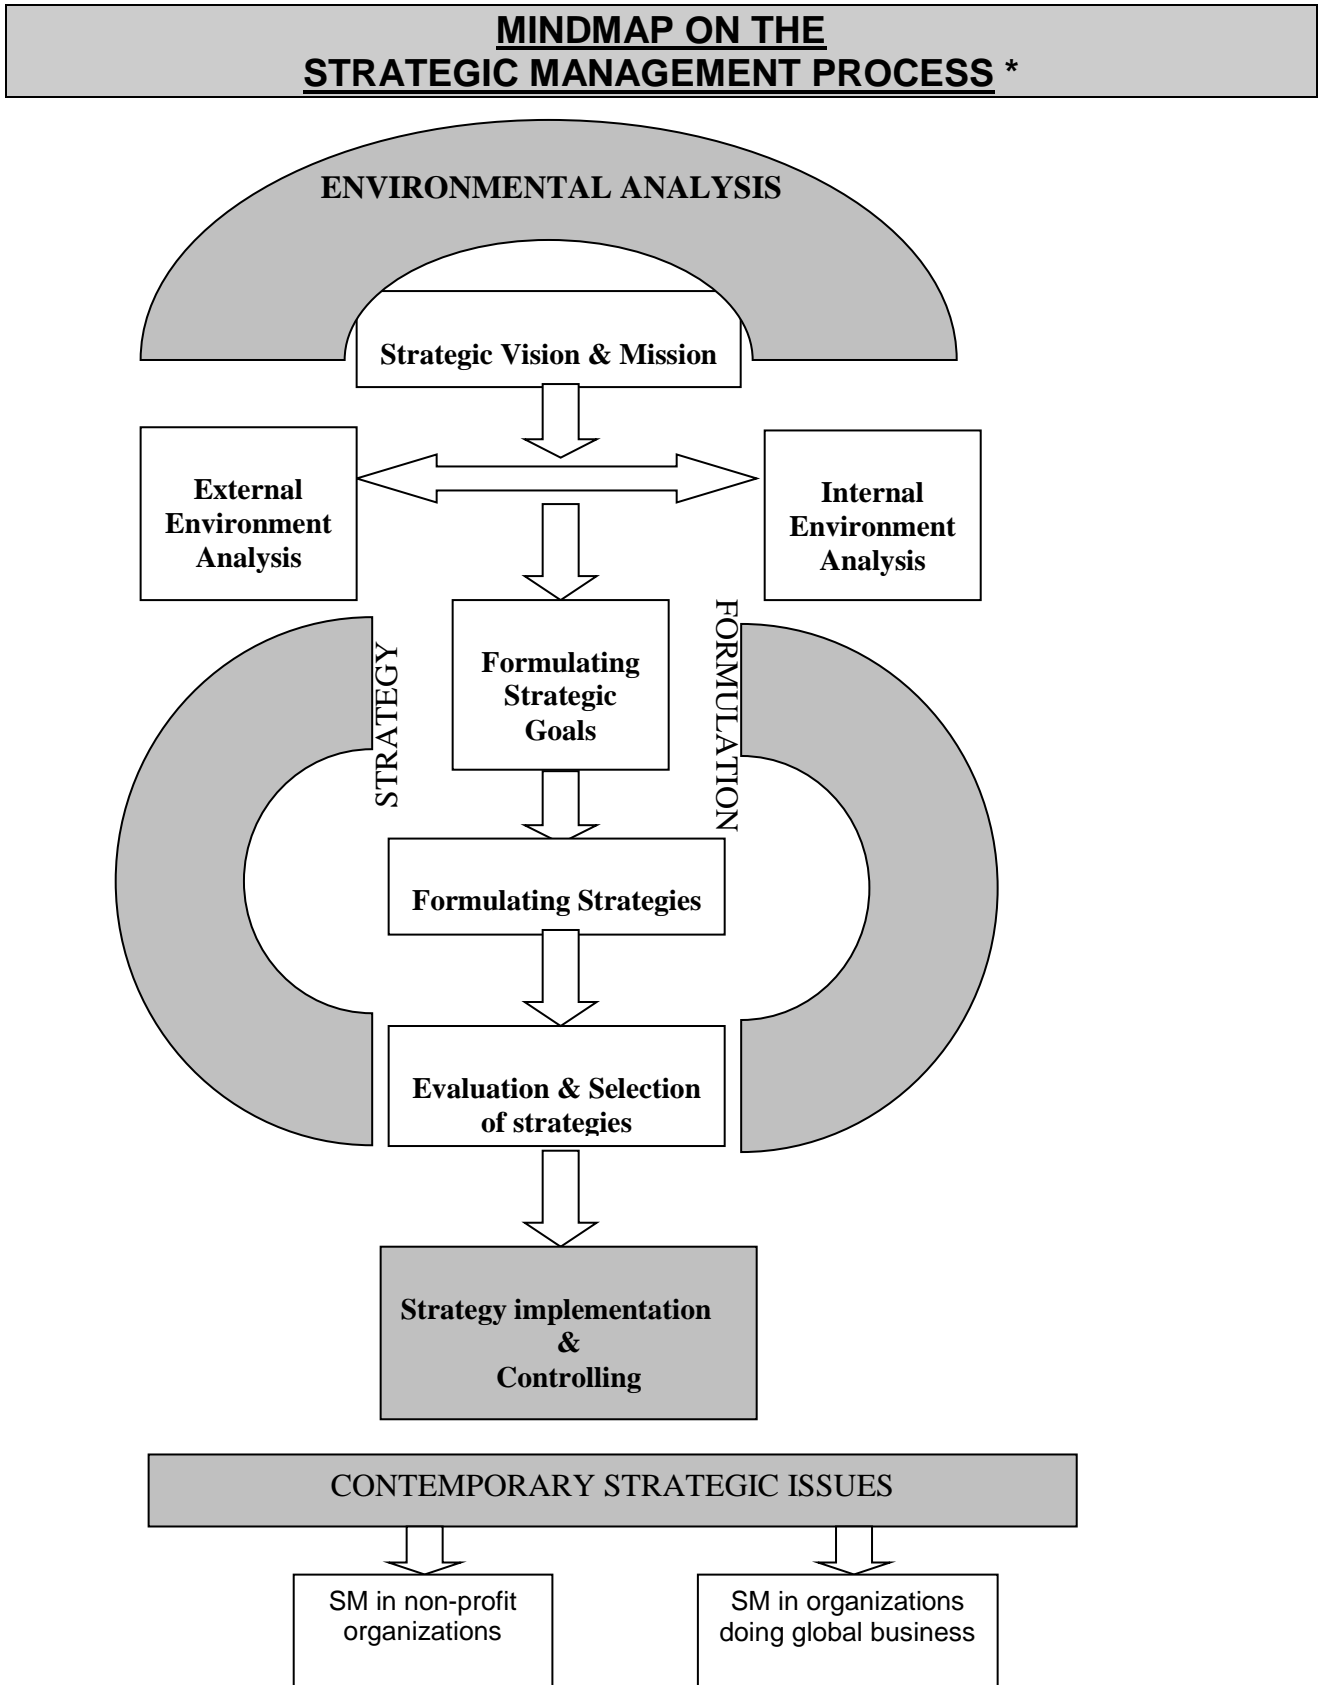 MINDMAP ON THE
STRATEGIC MANAGEMENT PROCESS *
ENVIRONMENTAL ANALYSIS
Strategic Vision & Mission
External
Environment
Analysis
Internal
Environment
Analysis
STRATEGY
Formulating
Strategic
Goals
FORMULATION
Formulating Strategies
Evaluation & Selection
of strategies
Strategy implementation
&
Controlling
CONTEMPORARY STRATEGIC ISSUES
SM in non-profit
organizations
SM in organizations
doing global business